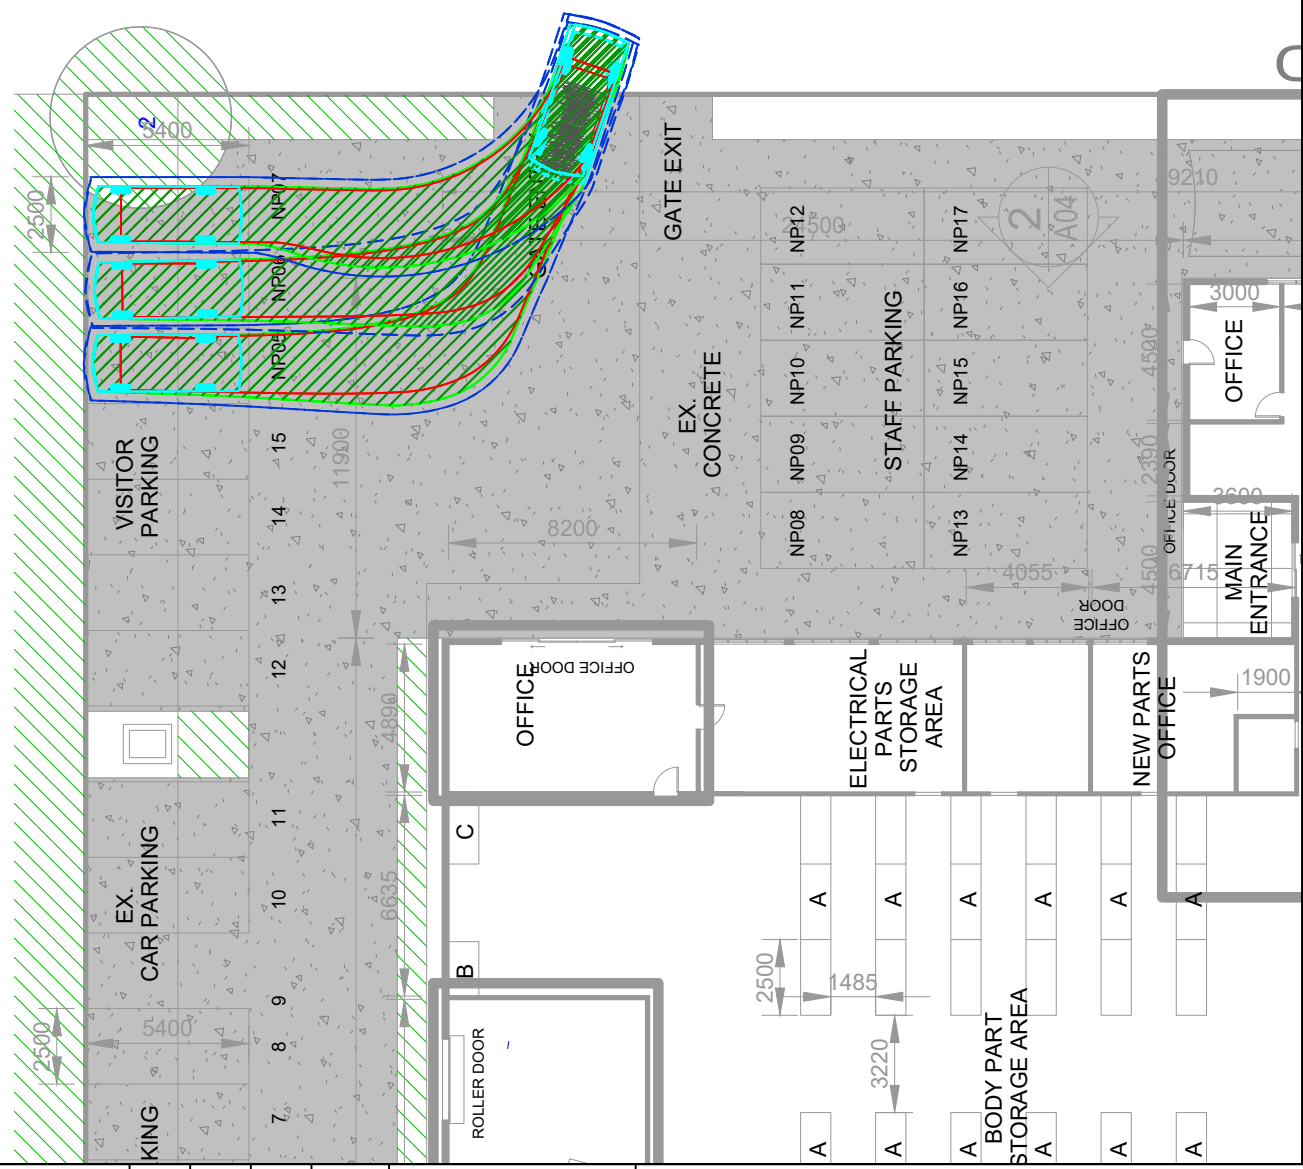 2
5400
2500
NP07
NP06
NP05
GATE EXIT
EX.
CONCRETE
NP12
NP11
NP10
NP09
NP08
24500
STAFF PARKING
NP17
NP16
NP15
NP14
NP13
2
A04
9210
3000
OFFICE
4500
2390
OFFICE DOOR
3600
MAIN
ENTRANCE
4500
6715
4055
OFFICE
DOOR
VISITOR
PARKING
15
14
13
12
11900
8200
OFFICE
OFFICE DOOR
4890
ELECTRICAL
PARTS
STORAGE
AREA
NEW PARTS
OFFICE
1900
EX.
CAR PARKING
11
10
9
8
7
6635
C
B
ROLLER DOOR
2500
5400
KING
A
A
A
A
A
A
2500
1485
3220
BODY PART
STORAGE AREA
A
A
A
A
A
A